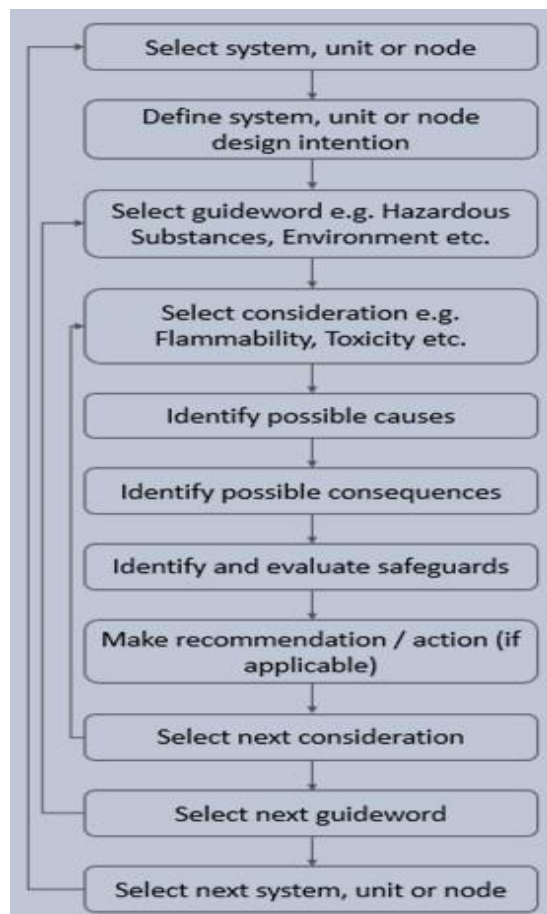 Select system, unit or node
Define system, unit or node
design intention
Select guideword e.g. Hazardous
Substances, Environment etc.
Select consideration e.g.
Flammability, Toxicity etc.
Identify possible causes
Identify possible consequences
Identify and evaluate safeguards
Make recommendation / action (if
applicable)
Select next consideration
Select next guideword
Select next system, unit or node